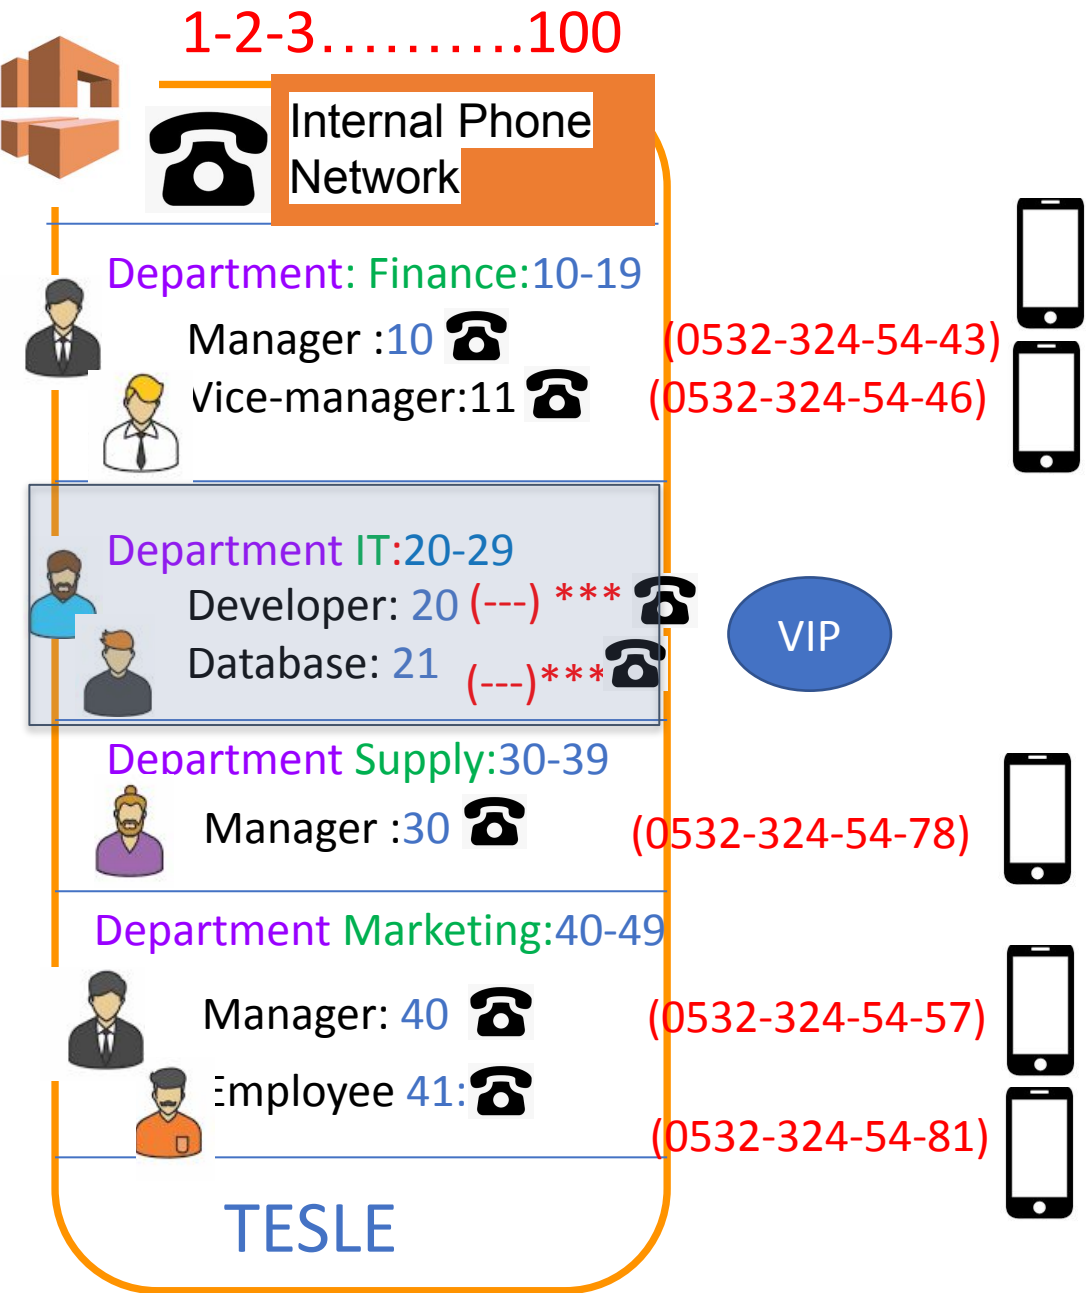 1-2-3..........100
Internal Phone
Network
Department: Finance:10-19
Manager :10 (0532-324-54-43)
Vice-manager:11 (0532-324-54-46)
Department IT:20-29
Developer: 20 (---) ***
Database: 21 (---)***
VIP
Department Supply:30-39
Manager :30 (0532-324-54-78)
Department Marketing:40-49
Manager: 40 (0532-324-54-57)
Employee 41:
(0532-324-54-81)
TESLE